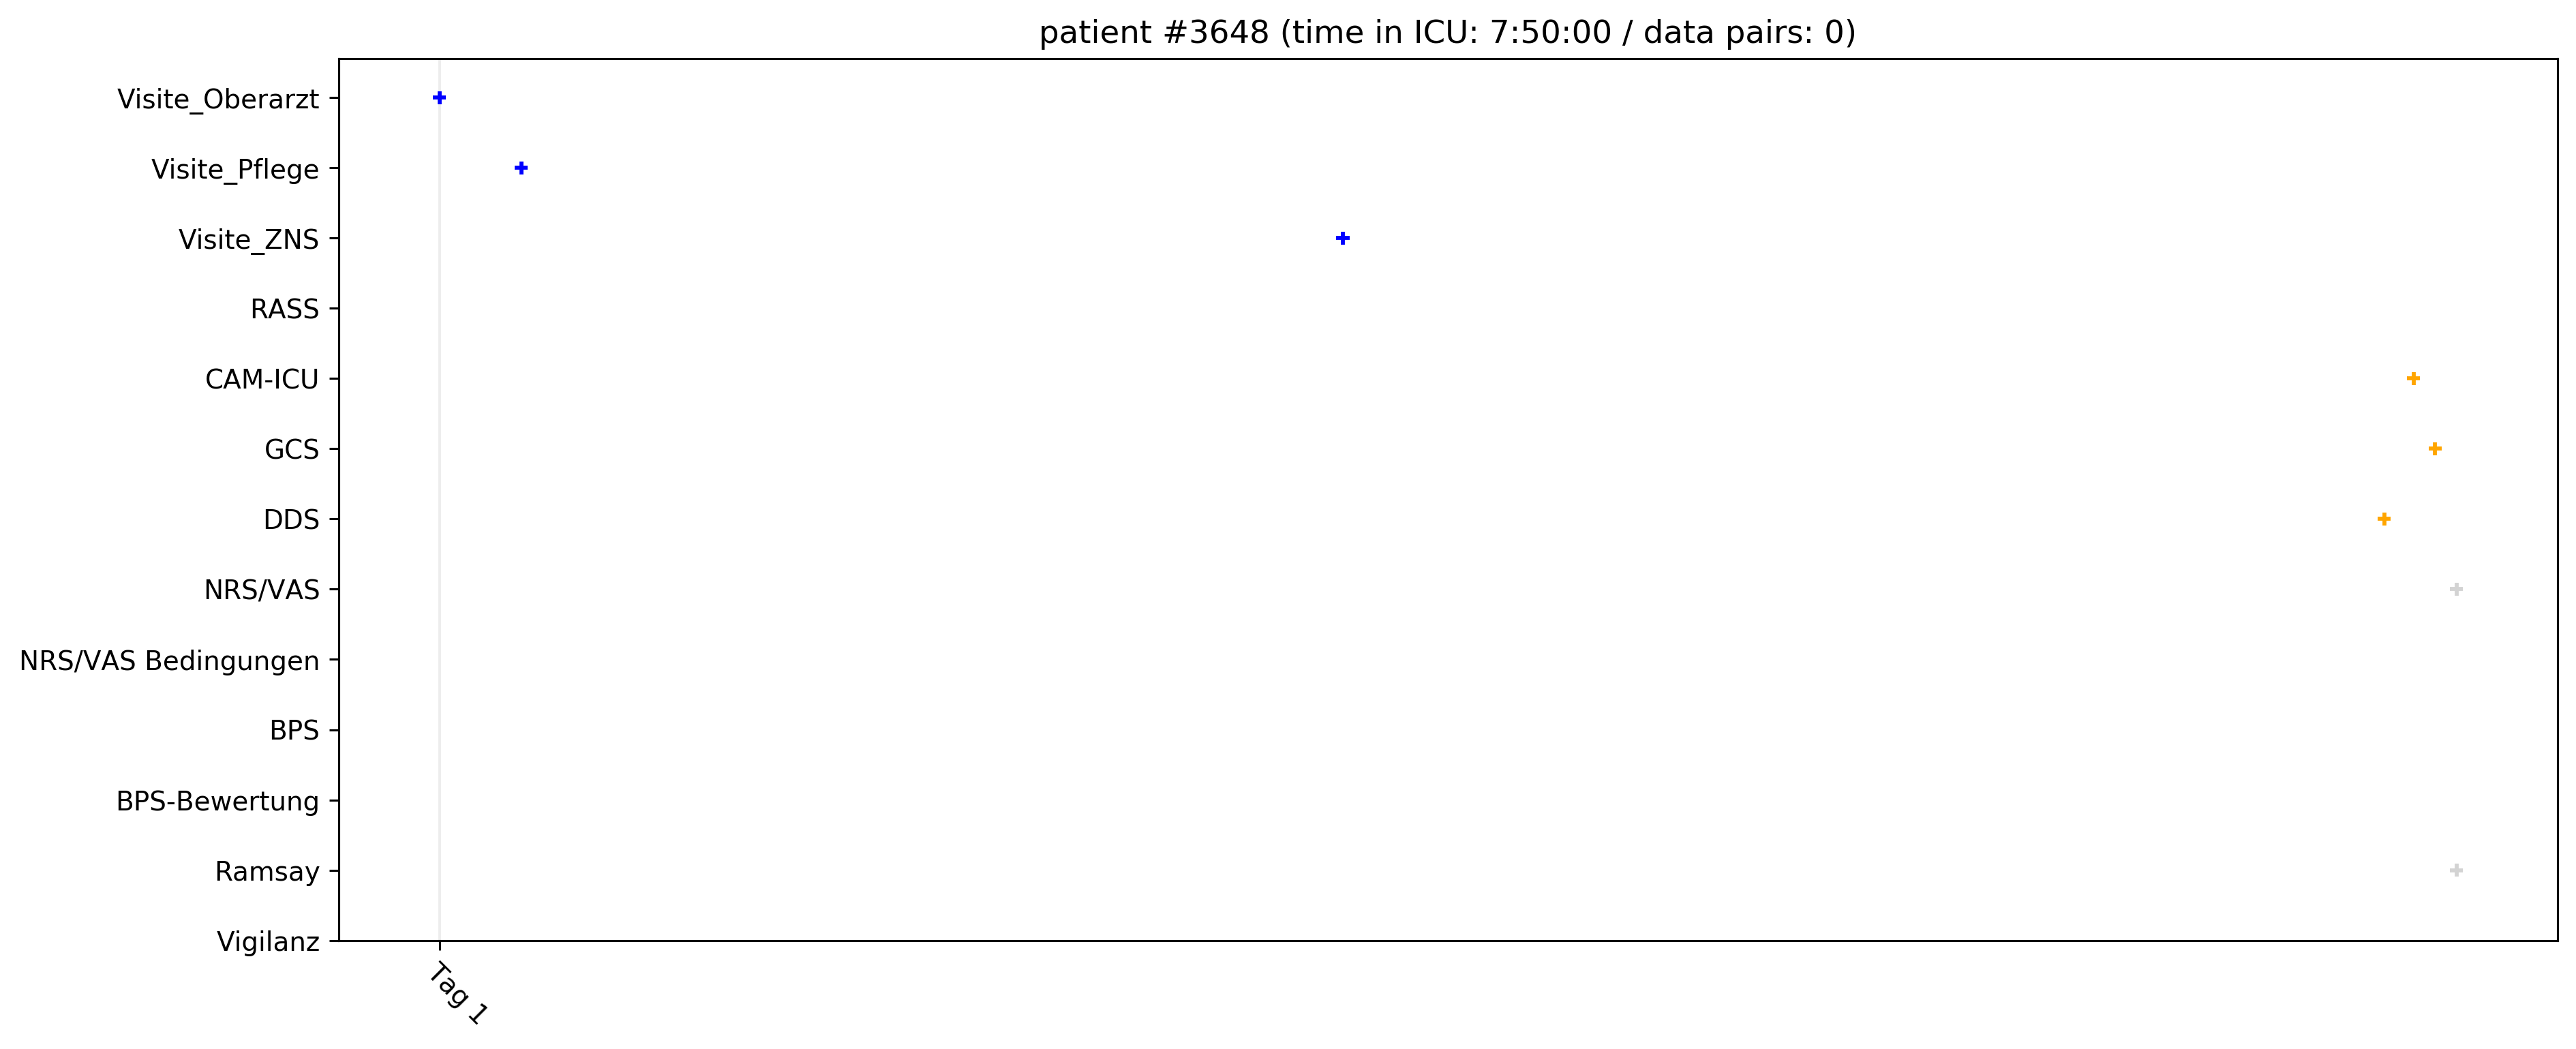 patient #3648 (time in ICU: 7:50:00 / data pairs: 0)
Visite_Oberarzt
Visite_Pflege
Visite_ZNS
RASS
CAM-ICU
GCS
DDS
NRS/VAS
NRS/VAS Bedingungen
BPS
BPS-Bewertung
Ramsay
Vigilanz
Tag 1